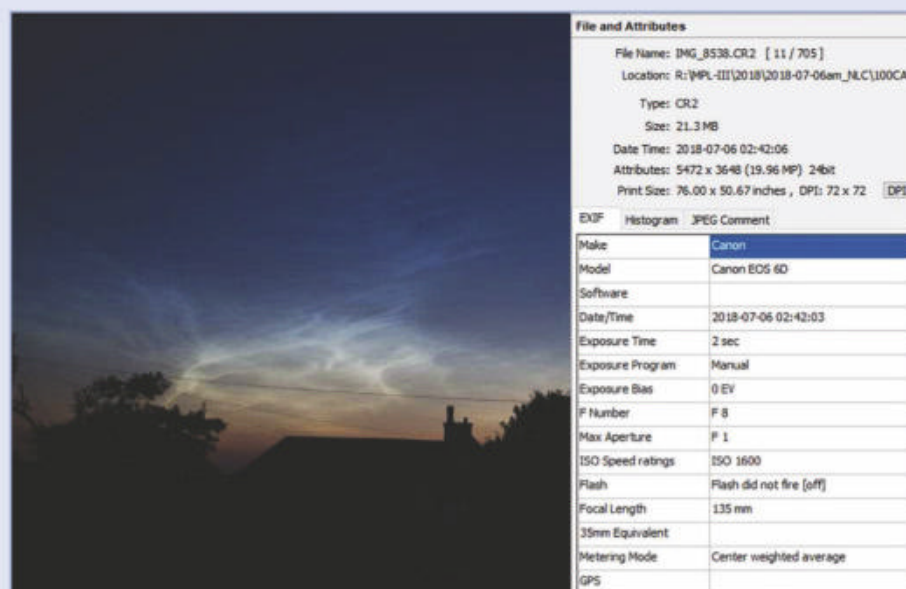 File and Attributes
File Name: IMG_8538.CR2 [ 11 / 705 ]
Location: R:\MPL-III\2018\2018-07-06am_NLC\100CA
Type: CR2
Size: 21.3 MB
Date Time: 2018-07-06 02:42:06
Attributes: 5472 x 3648 (19.96 MP) 24bit
Print Size: 76.00 x 50.67 inches , DPI: 72 x 72 DPI
EXIF Histogram JPEG Comment
Make Canon
Model Canon EOS 6D
Software
Date/Time 2018-07-06 02:42:03
Exposure Time 2 sec
Exposure Program Manual
Exposure Bias 0 EV
F Number F 8
Max Aperture F 1
ISO Speed ratings ISO 1600
Flash Flash did not fire [off]
Focal Length 135 mm
35mm Equivalent
Metering Mode Center weighted average
GPS